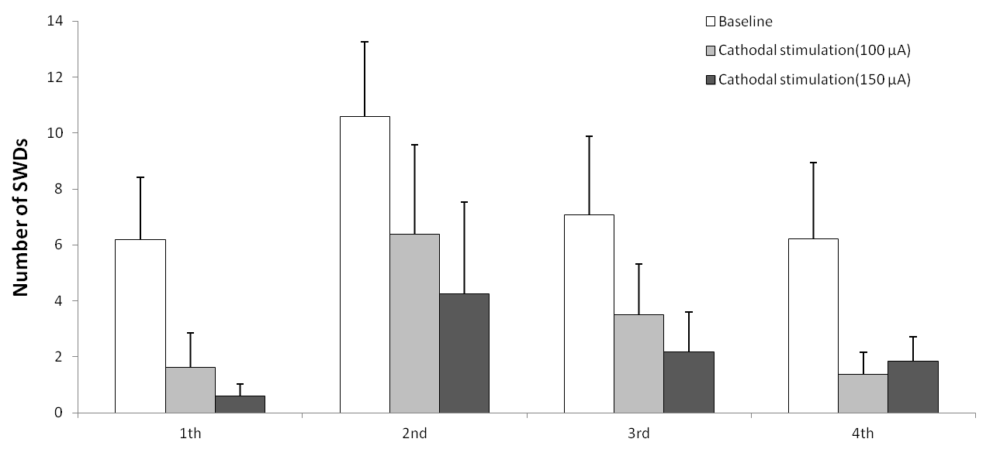 14
12
10
8
6
4
2
0
Number of SWDs
Baseline
Cathodal stimulation(100 µA)
Cathodal stimulation(150 µA)
1th 2nd 3rd 4th